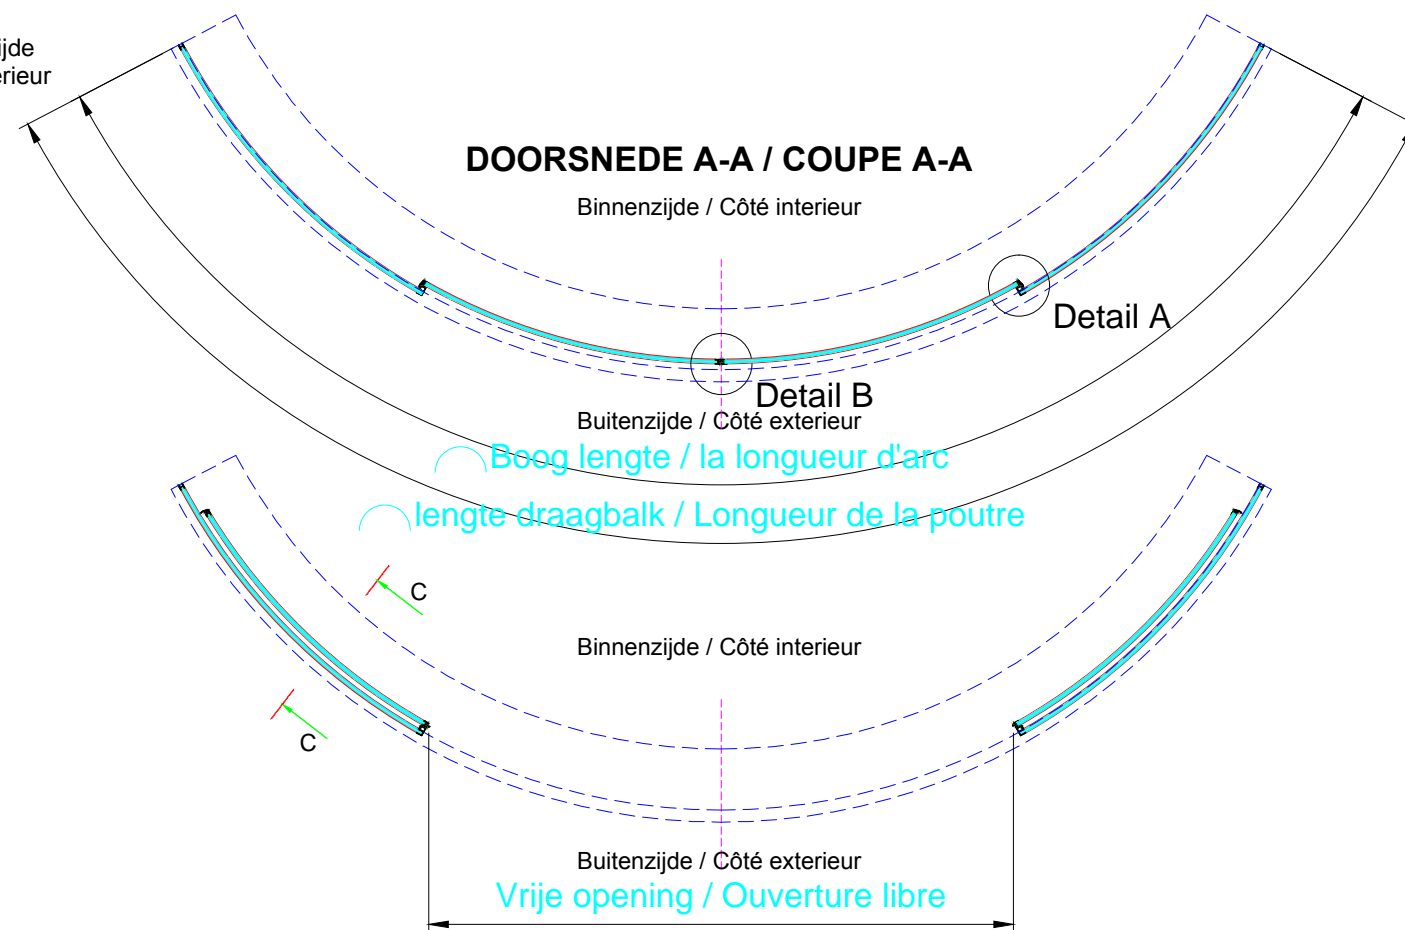 ijde
erieur
DOORSNEDE A-A / COUPE A-A
Binnenzijde / Côté interieur
Detail A
Detail B
Buitenzijde / Côté exterieur
Boog lengte / la longueur d'arc
lengte draagbalk / Longueur de la poutre
C
Binnenzijde / Côté interieur
C
Buitenzijde / Côté exterieur
Vrije opening / Ouverture libre